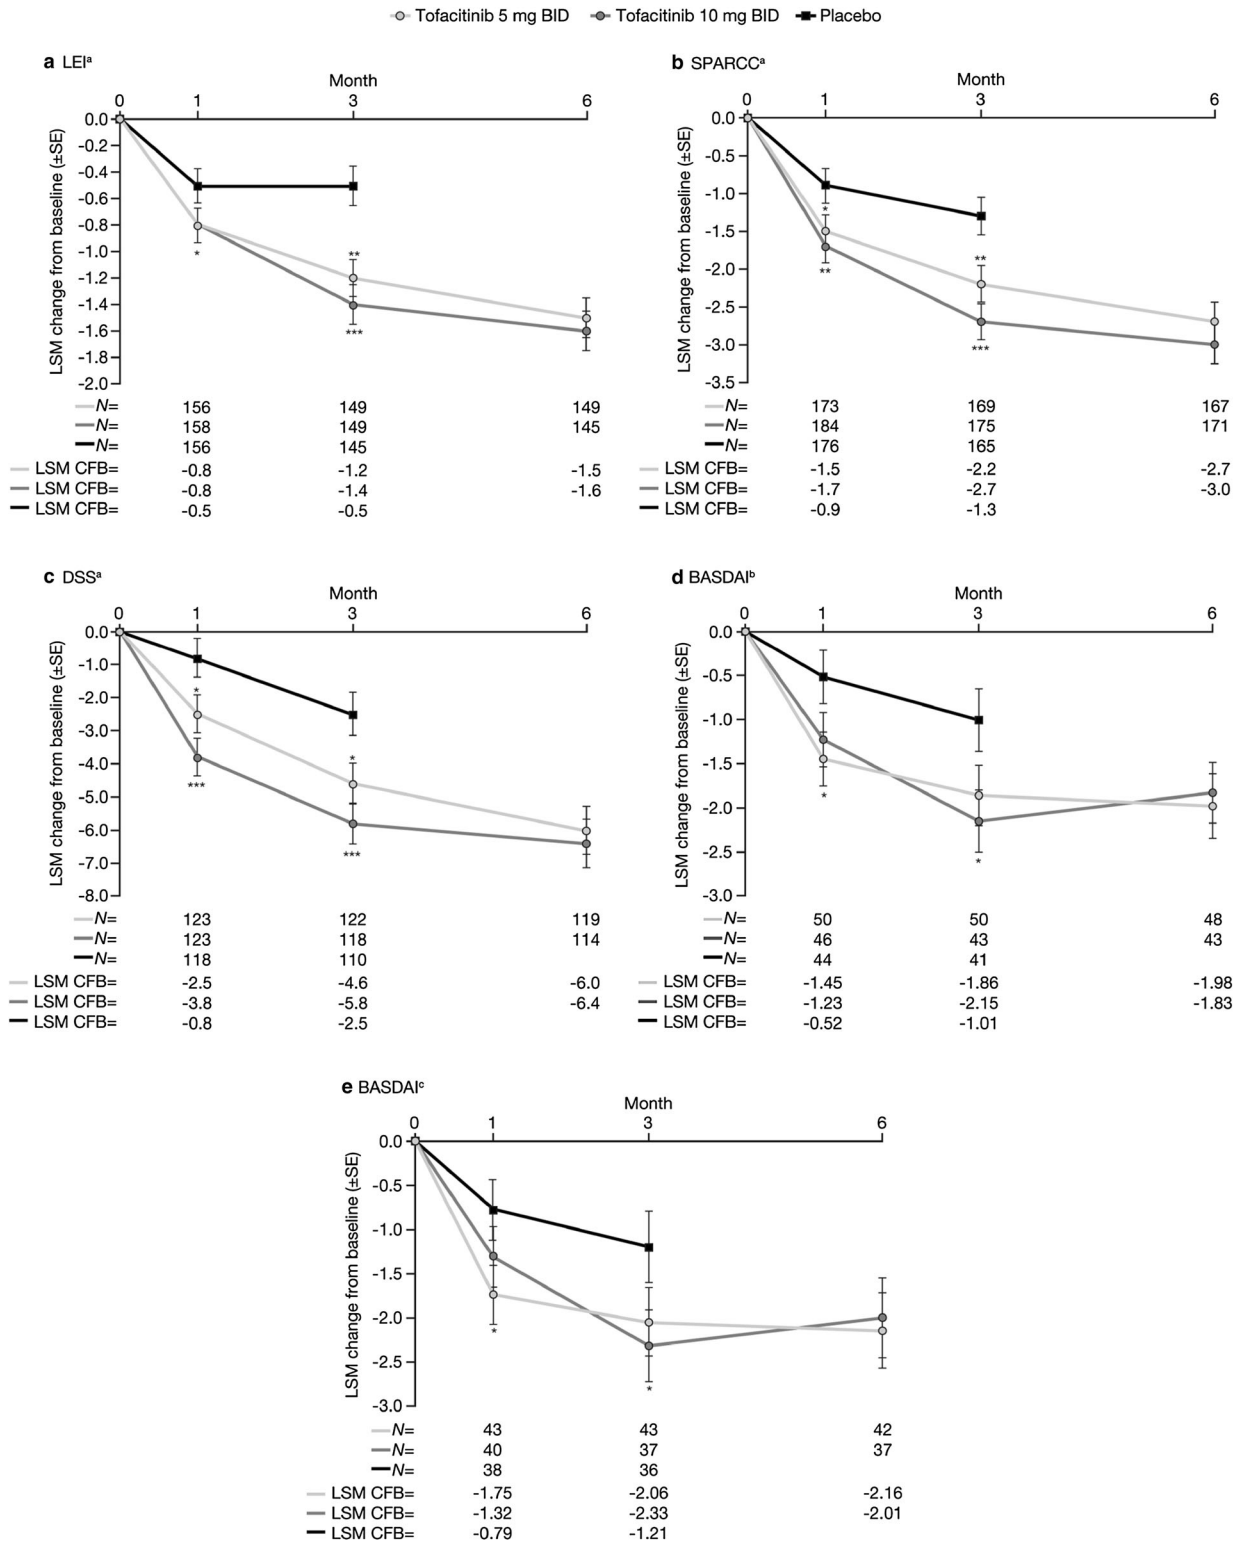 Tofacitinib 5 mg BID Tofacitinib 10 mg BID Placebo
a LEIᵃ
Month
0 1 3 6
LSM change from baseline (±SE)
0.0
-0.2
-0.4
-0.6
-0.8
-1.0
-1.2
-1.4
-1.6
-1.8
-2.0
*
**
***
N= 156 149 149
N= 158 149 145
N= 156 145
LSM CFB= -0.8 -1.2 -1.5
LSM CFB= -0.8 -1.4 -1.6
LSM CFB= -0.5 -0.5
b SPARCCᵃ
Month
0 1 3 6
LSM change from baseline (±SE)
0.0
-0.5
-1.0
-1.5
-2.0
-2.5
-3.0
-3.5
*
**
**
***
N= 173 169 167
N= 184 175 171
N= 176 165
LSM CFB= -1.5 -2.2 -2.7
LSM CFB= -1.7 -2.7 -3.0
LSM CFB= -0.9 -1.3
c DSSᵃ
Month
0 1 3 6
LSM change from baseline (±SE)
0.0
-1.0
-2.0
-3.0
-4.0
-5.0
-6.0
-7.0
-8.0
*
***
*
***
N= 123 122 119
N= 123 118 114
N= 118 110
LSM CFB= -2.5 -4.6 -6.0
LSM CFB= -3.8 -5.8 -6.4
LSM CFB= -0.8 -2.5
d BASDAIᵇ
Month
0 1 3 6
LSM change from baseline (±SE)
0.0
-0.5
-1.0
-1.5
-2.0
-2.5
-3.0
*
*
N= 50 50 48
N= 46 43 43
N= 44 41
LSM CFB= -1.45 -1.86 -1.98
LSM CFB= -1.23 -2.15 -1.83
LSM CFB= -0.52 -1.01
e BASDAIᶜ
Month
0 1 3 6
LSM change from baseline (±SE)
0.0
-0.5
-1.0
-1.5
-2.0
-2.5
-3.0
*
*
N= 43 43 42
N= 40 37 37
N= 38 36
LSM CFB= -1.75 -2.06 -2.16
LSM CFB= -1.32 -2.33 -2.01
LSM CFB= -0.79 -1.21